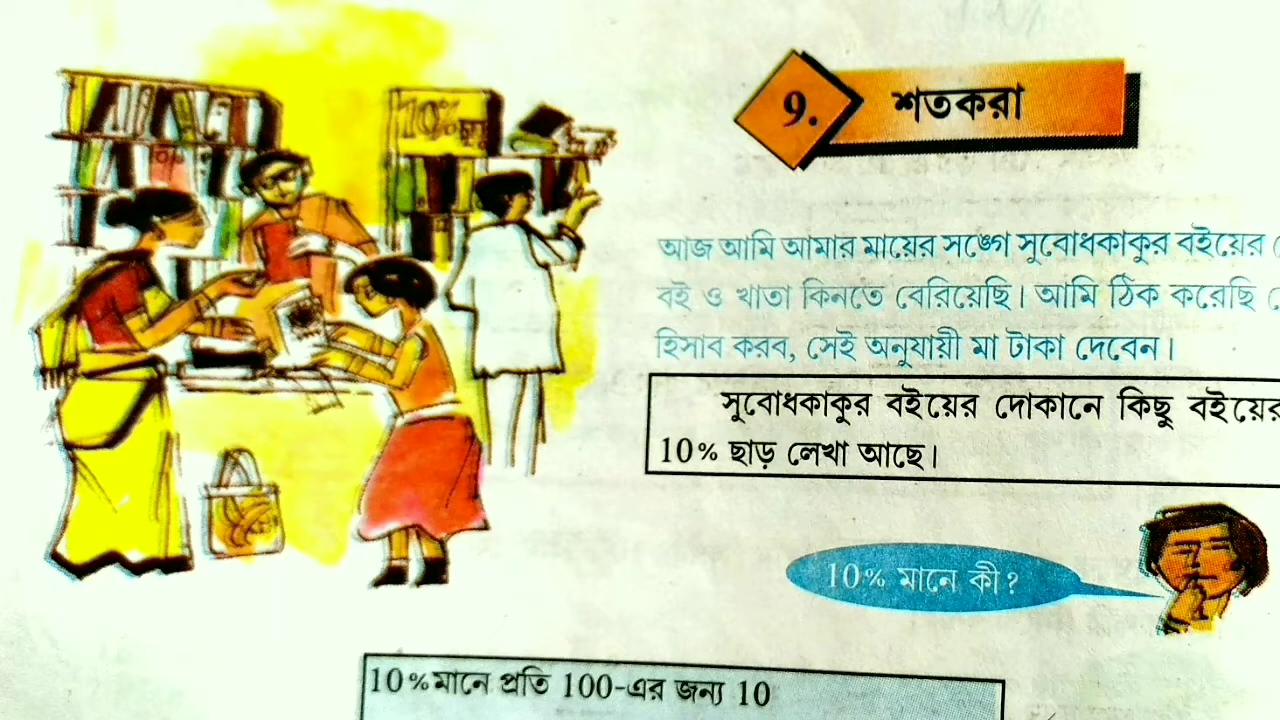 10%
9. শতকরা
আজ আমি আমার মায়ের সঙ্গে সুবোধকাকুর বইয়ের
বই ও খাতা কিনতে বেরিয়েছি। আমি ঠিক করেছি
হিসাব করব, সেই অনুযায়ী মা টাকা দেবেন।
সুবোধকাকুর বইয়ের দোকানে কিছু বইয়ের
10% ছাড় লেখা আছে।
10% মানে কী?
10% মানে প্রতি 100-এর জন্য 10